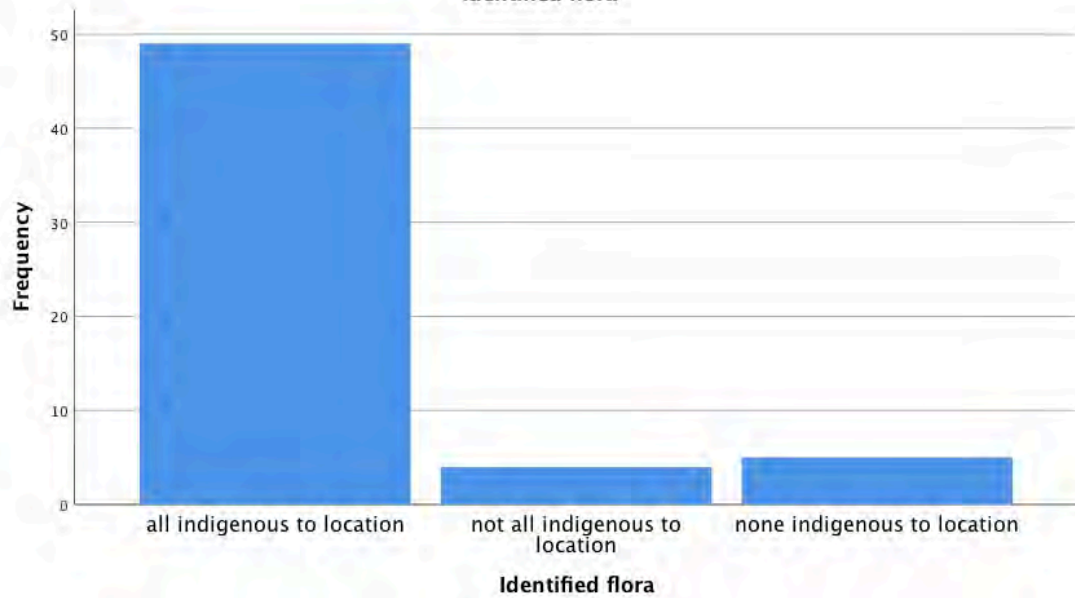 50
40
30
20
10
0
Frequency
all indigenous to location
not all indigenous to
location
none indigenous to location
Identified flora